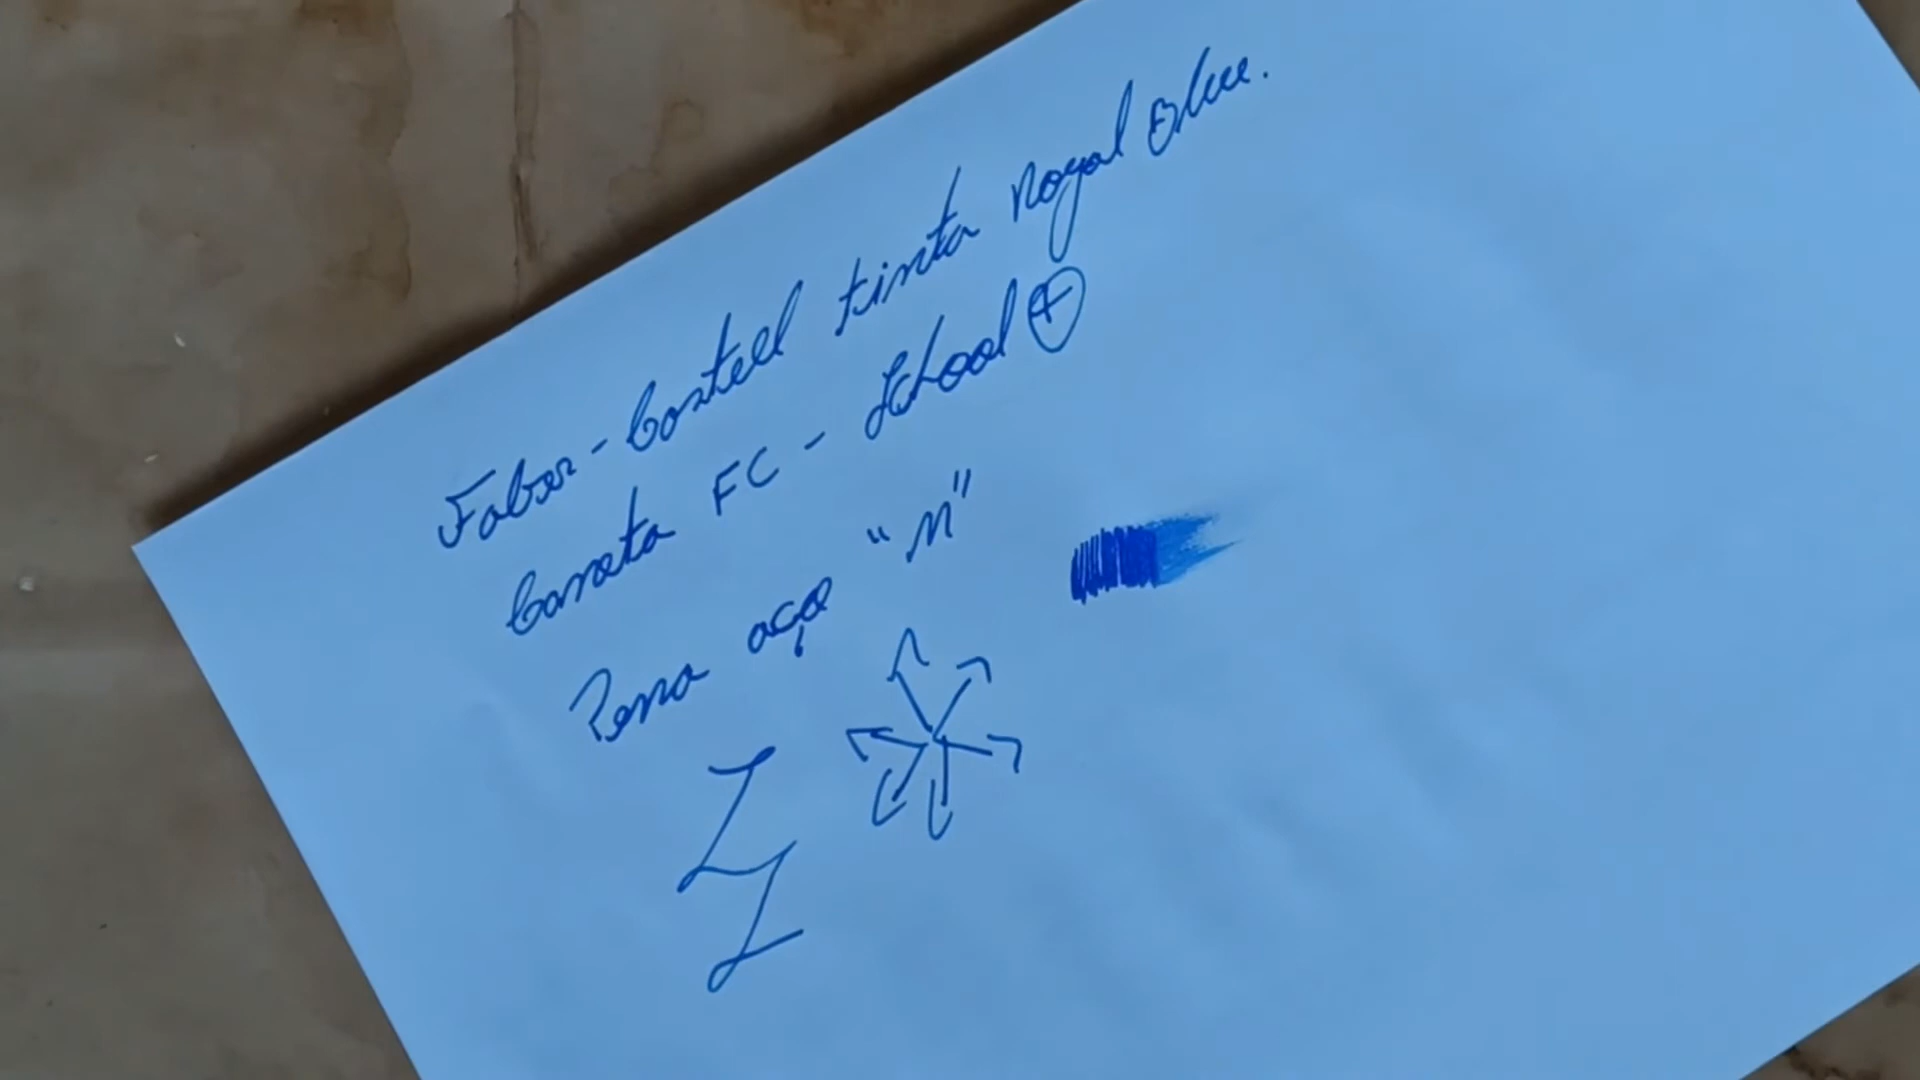 Faber-Castell tinta Royal Blue.
Caneta FC - School +
Pena aço "M"